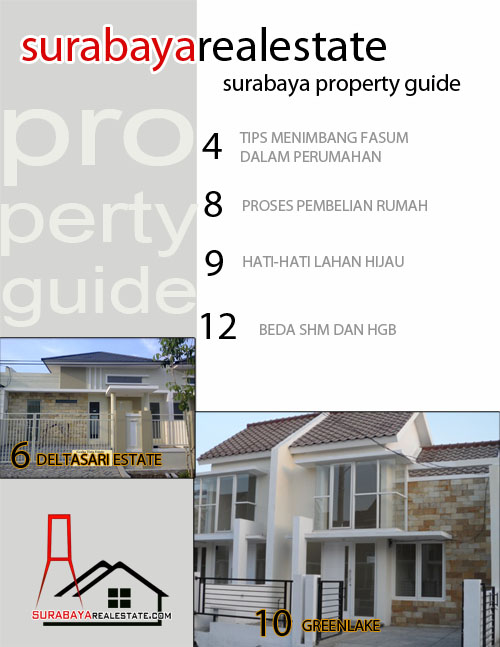 surabayarealestate
surabaya property guide
pro
perty
guide
4 TIPS MENIMBANG FASUM
DALAM PERUMAHAN
8 PROSES PEMBELIAN RUMAH
9 HATI-HATI LAHAN HIJAU
12 BEDA SHM DAN HGB
6 DELTASARI ESTATE
10 GREENLAKE
SURABAYAREALESTATE.COM